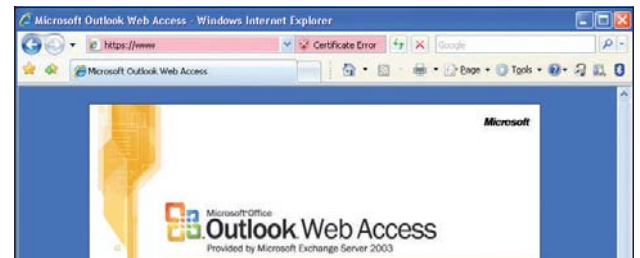 Microsoft Outlook Web Access - Windows Internet Explorer
https://www
Certificate Error
Google
Microsoft Outlook Web Access
Page
Tools
Microsoft
Microsoft Office
Outlook Web Access
Provided by Microsoft Exchange Server 2003